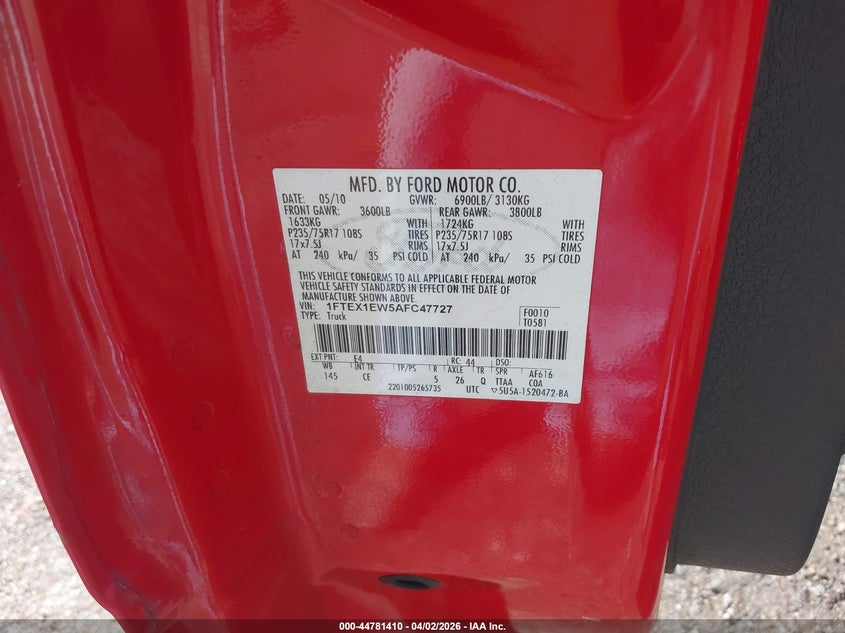 MFD. BY FORD MOTOR CO.
DATE: 05/10 GVWR: 6900LB/ 3130KG
FRONT GAWR: 3600LB REAR GAWR: 3800LB
1633KG WITH 1724KG WITH
P235/75R17 108S TIRES P235/75R17 108S TIRES
17x7.5J RIMS 17x7.5J RIMS
AT 240 kPa/ 35 PSI COLD AT 240 kPa/ 35 PSI COLD
THIS VEHICLE CONFORMS TO ALL APPLICABLE FEDERAL MOTOR
VEHICLE SAFETY STANDARDS IN EFFECT ON THE DATE OF
MANUFACTURE SHOWN ABOVE.
VIN: 1FTEX1EW5AFC47727 F0010
TYPE: Truck T0581
EXT PNT: E4 RC: 44 DSO:
WB INT TR TP/PS R AXLE TR SPR AF616
145 CE 5 26 Q TTAA COA
2201005265735 UTC ▽5U5A-1520472-BA
000-44781410 - 04/02/2026 - IAA Inc.